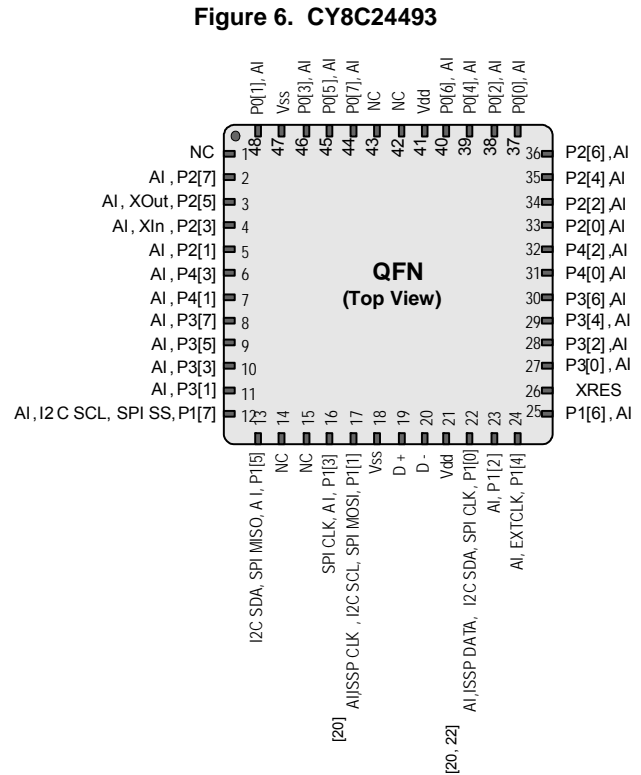 Figure 6. CY8C24493
P0[1], AI
Vss
P0[3], AI
P0[5], AI
P0[7], AI
NC
NC
Vdd
P0[6], AI
P0[4], AI
P0[2], AI
P0[0], AI
48
47
46
45
44
43
42
41
40
39
38
37
NC 1
AI , P2[7] 2
AI , XOut, P2[5] 3
AI , XIn , P2[3] 4
AI , P2[1] 5
AI , P4[3] 6
AI , P4[1] 7
AI , P3[7] 8
AI , P3[5] 9
AI , P3[3] 10
AI , P3[1] 11
AI , I2 C SCL, SPI SS, P1[7] 12
QFN
(Top View)
36 P2[6] , AI
35 P2[4] , AI
34 P2[2] , AI
33 P2[0] , AI
32 P4[2] , AI
31 P4[0] , AI
30 P3[6] , AI
29 P3[4] , AI
28 P3[2] , AI
27 P3[0] , AI
26 XRES
25 P1[6] , AI
13
14
15
16
17
18
19
20
21
22
23
24
I2C SDA, SPI MISO, A I, P1[5]
NC
NC
SPI CLK, AI, P1[3]
[20] AI,ISSP CLK , I2C SCL, SPI MOSI, P1[1]
Vss
D +
D -
Vdd
[20, 22] AI,ISSP DATA, I2C SDA, SPI CLK, P1[0]
AI, P1[2]
AI, EXTCLK, P1[4]